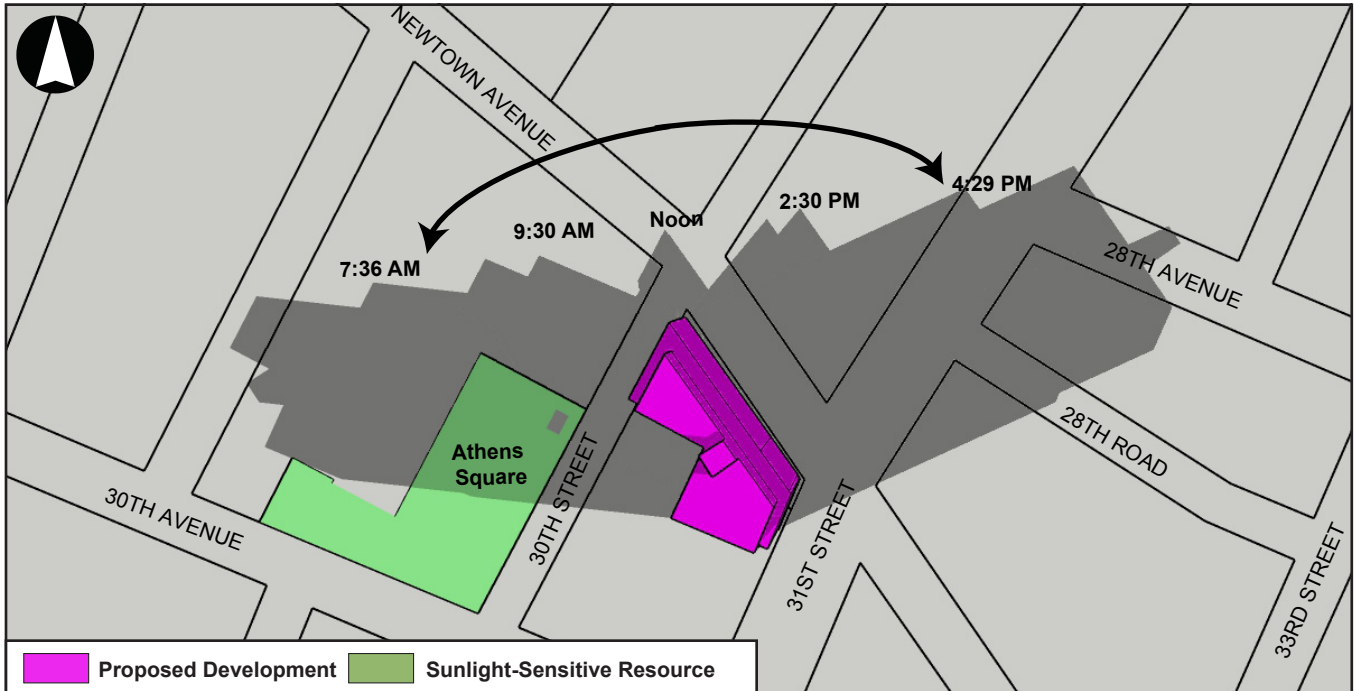 NEWTOWN AVENUE
4:29 PM
2:30 PM
Noon
9:30 AM
7:36 AM
28TH AVENUE
Athens
Square
28TH ROAD
30TH AVENUE
30TH STREET
31ST STREET
33RD STREET
Proposed Development
Sunlight-Sensitive Resource